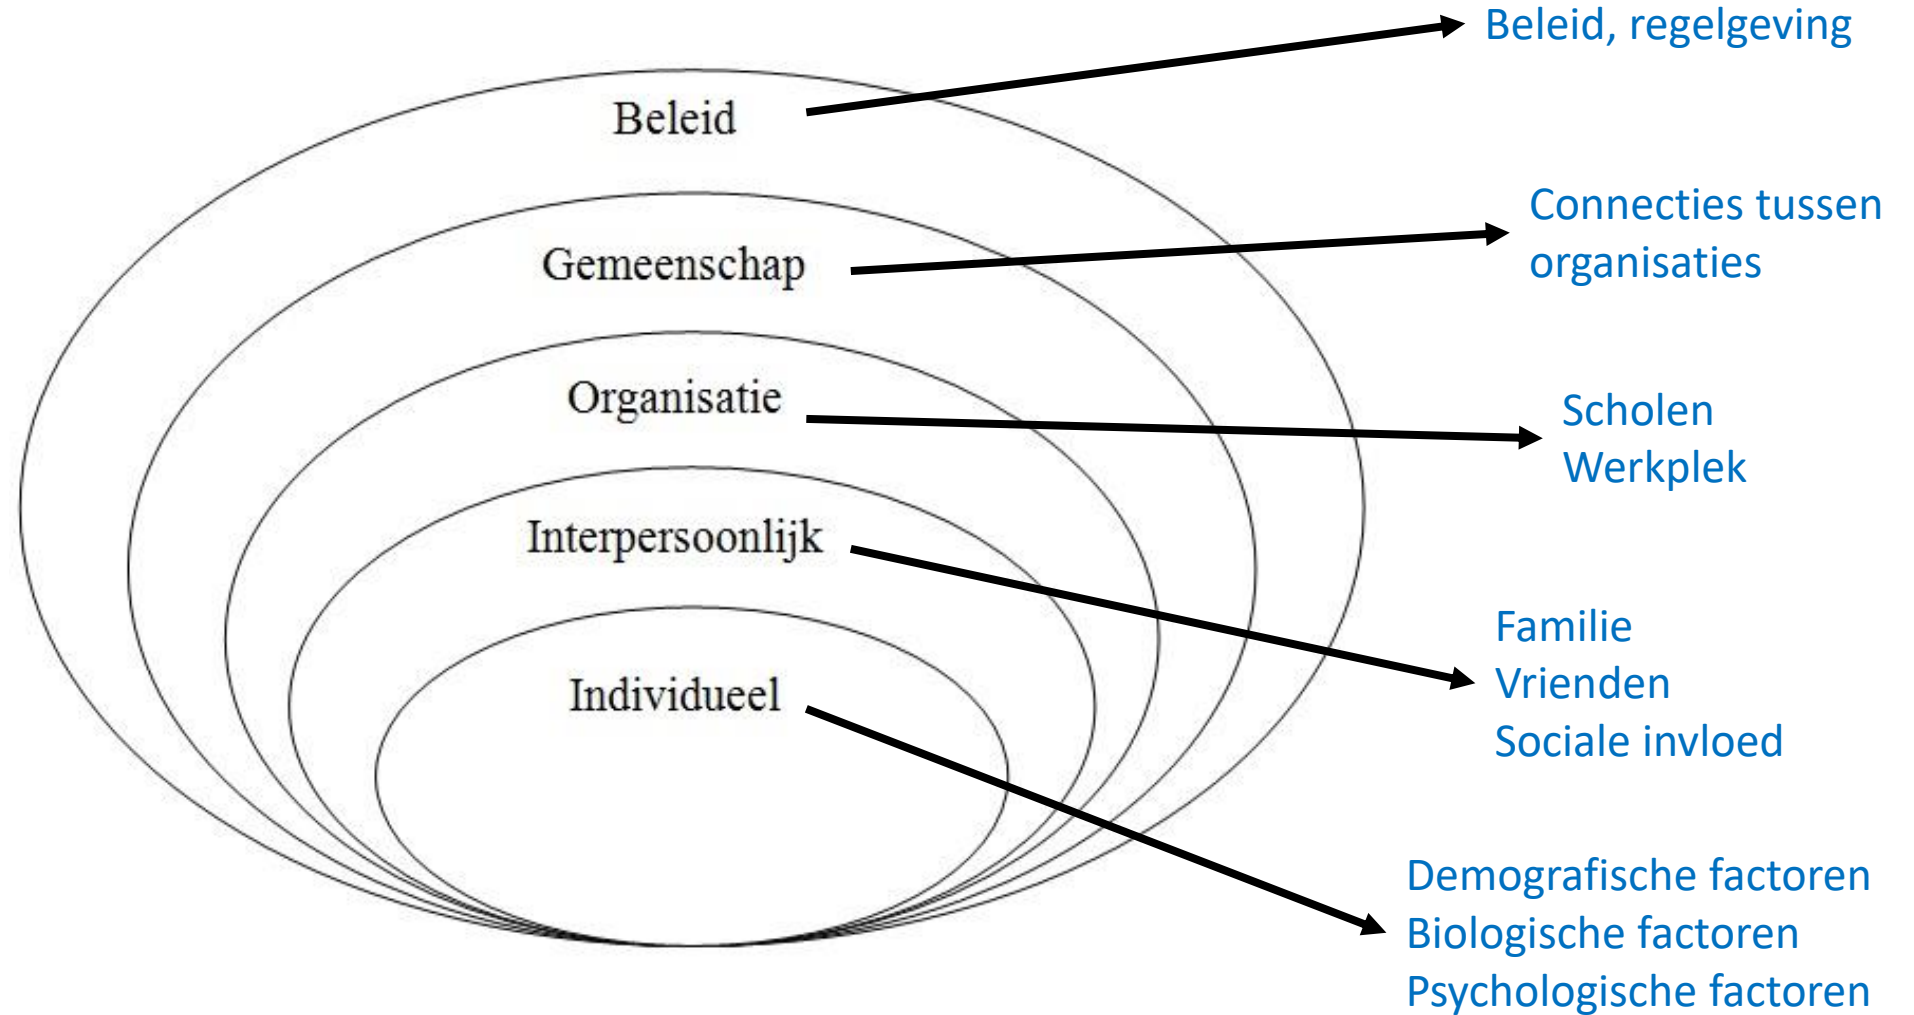 Beleid, regelgeving
Beleid
Connecties tussen
organisaties
Gemeenschap
Scholen
Werkplek
Organisatie
Interpersoonlijk
Familie
Vrienden
Sociale invloed
Individueel
Demografische factoren
Biologische factoren
Psychologische factoren